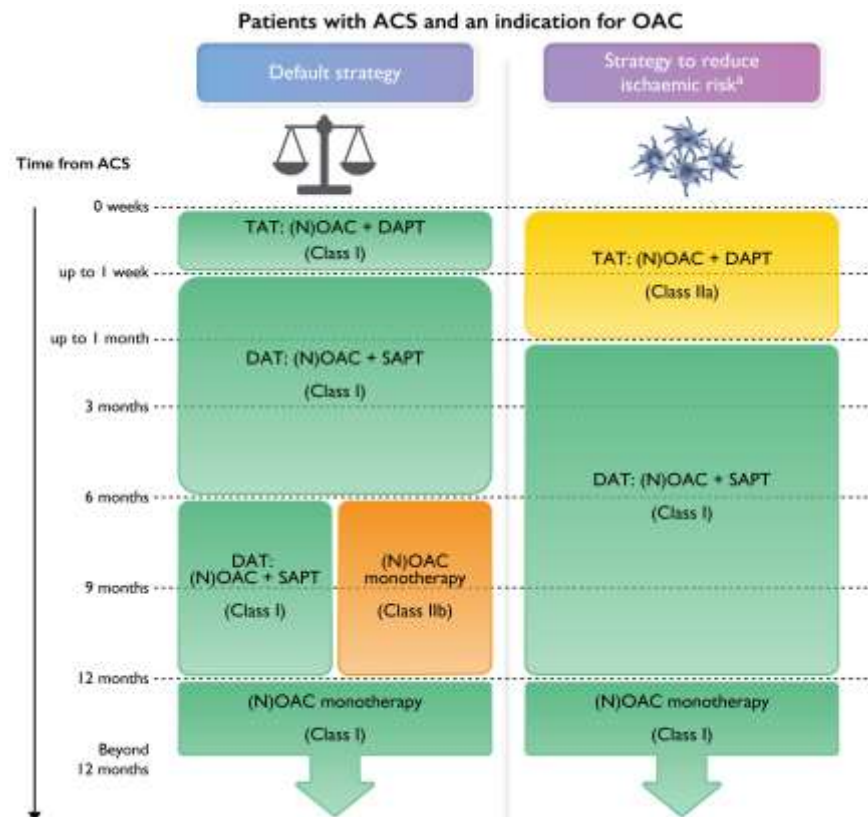 Patients with ACS and an indication for OAC
Default strategy
Strategy to reduce
ischaemic riskª
Time from ACS
0 weeks
TAT: (N)OAC + DAPT
(Class I)
TAT: (N)OAC + DAPT
(Class IIa)
up to 1 week
up to 1 month
DAT: (N)OAC + SAPT
(Class I)
3 months
DAT: (N)OAC + SAPT
(Class I)
6 months
DAT:
(N)OAC + SAPT
(Class I)
(N)OAC
monotherapy
(Class IIb)
9 months
12 months
(N)OAC monotherapy
(Class I)
(N)OAC monotherapy
(Class I)
Beyond
12 months